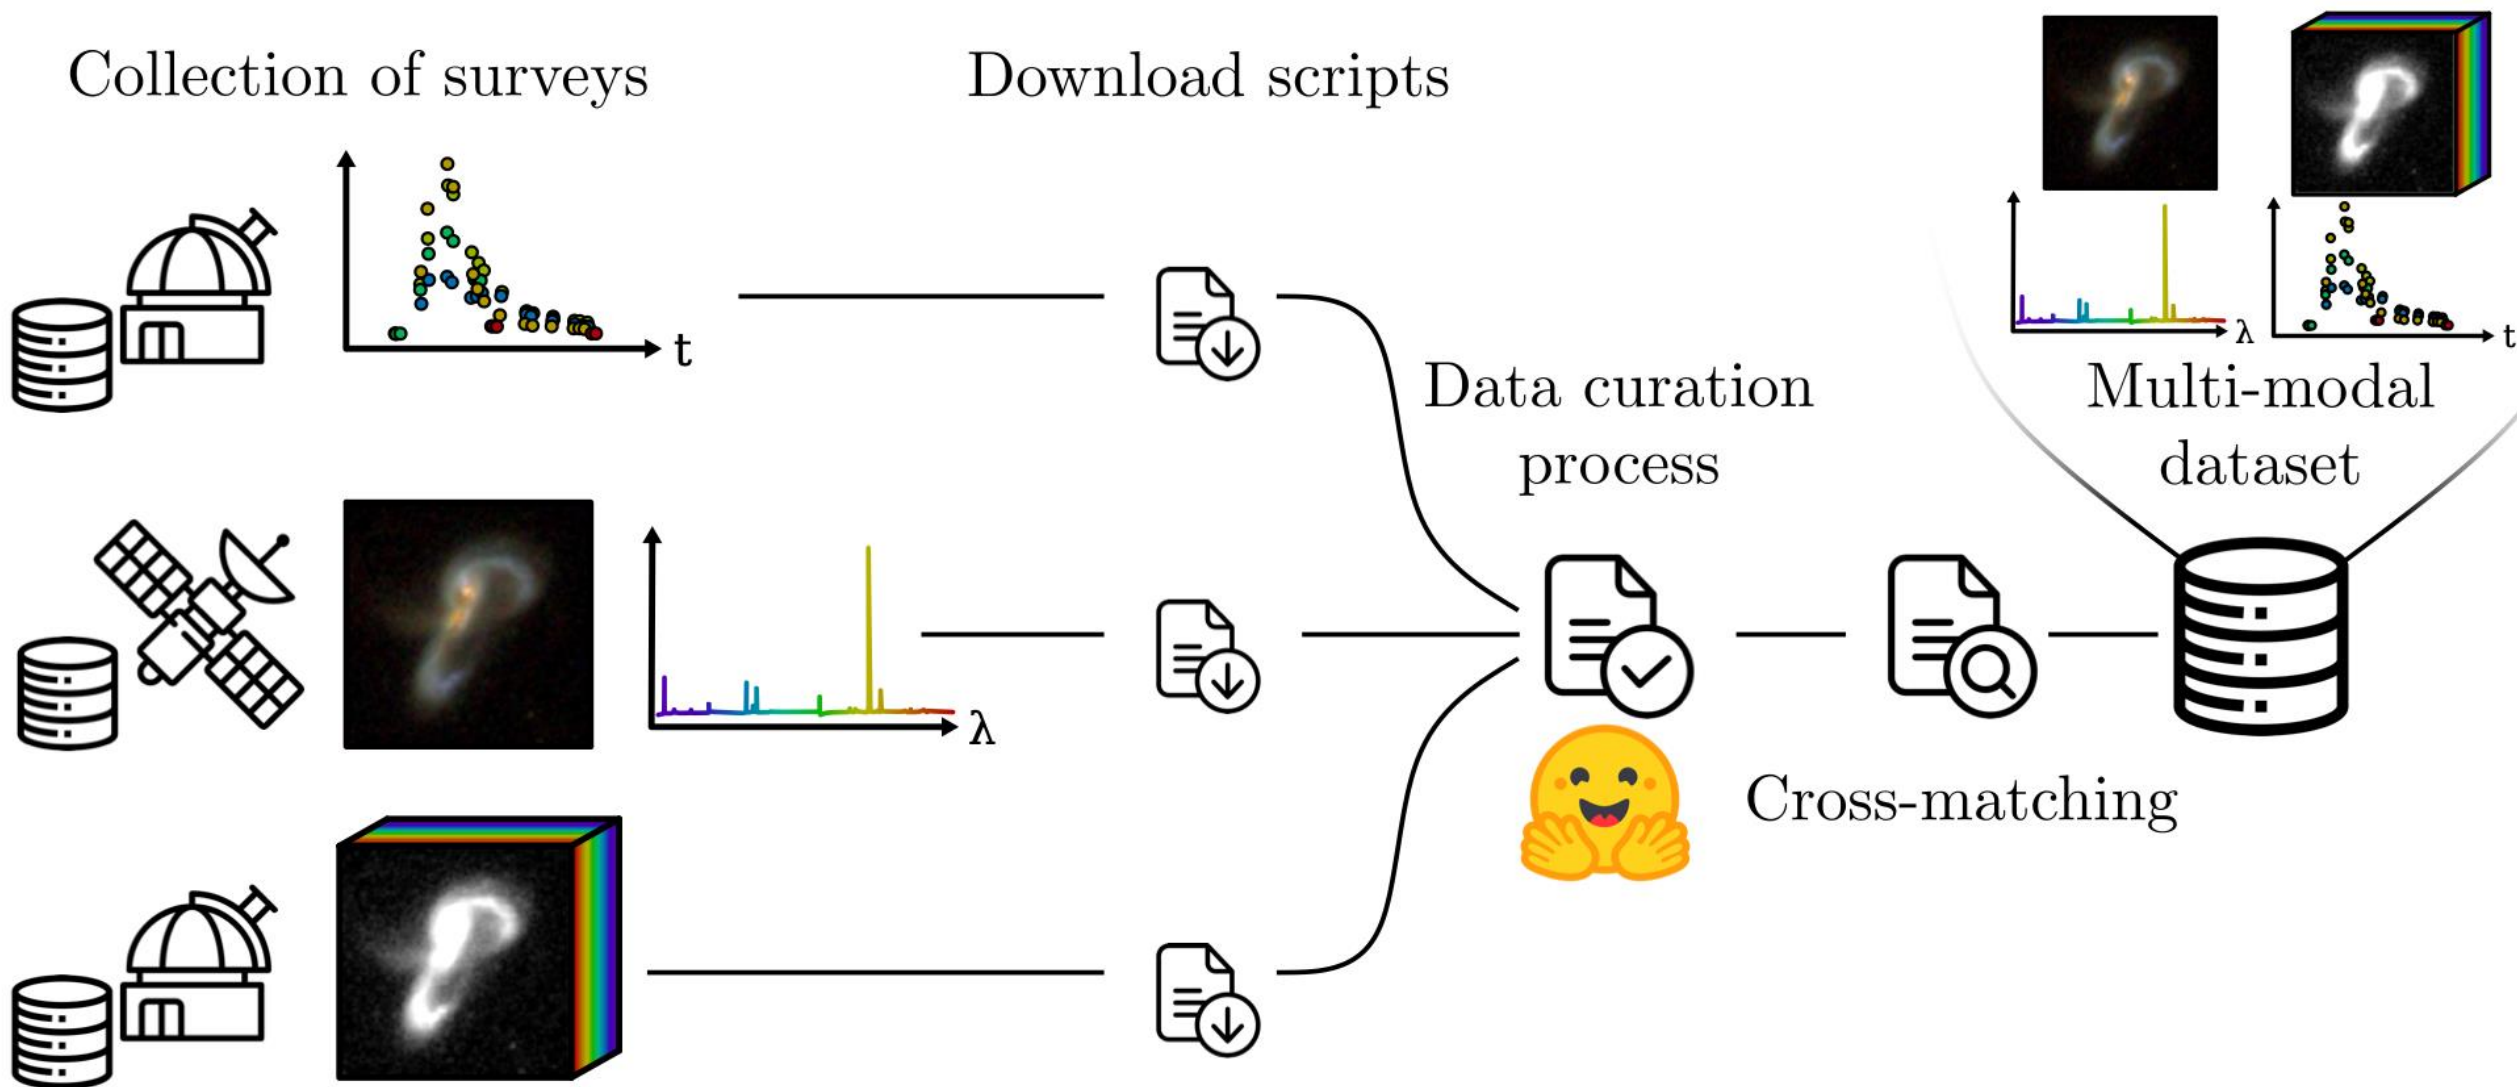 Collection of surveys
Download scripts
t
Data curation
process
λ
t
Multi-modal
dataset
λ
Cross-matching